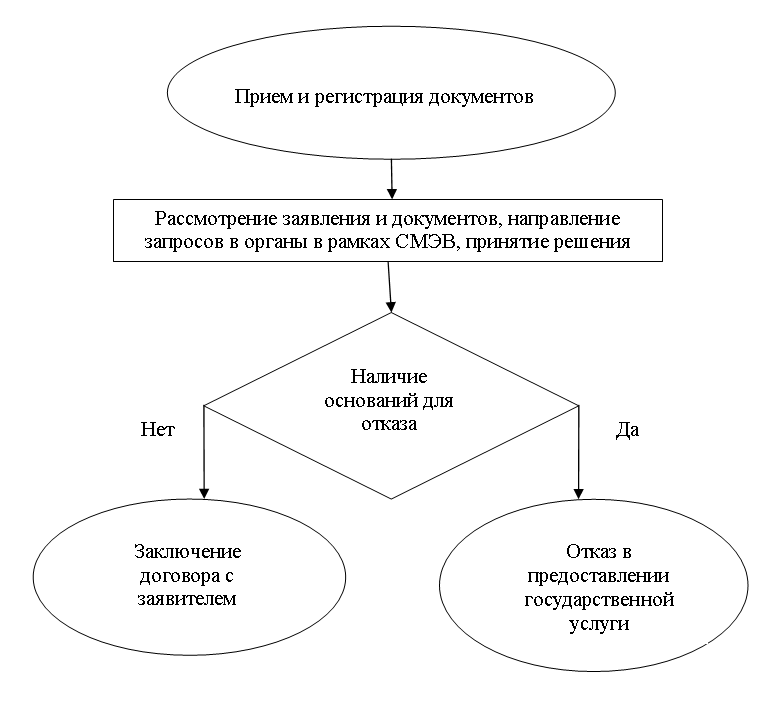 Прием и регистрация документов
Рассмотрение заявления и документов, направление
запросов в органы в рамках СМЭВ, принятие решения
Наличие
оснований для
отказа
Нет
Да
Заключение
договора с
заявителем
Отказ в
предоставлении
государственной
услуги